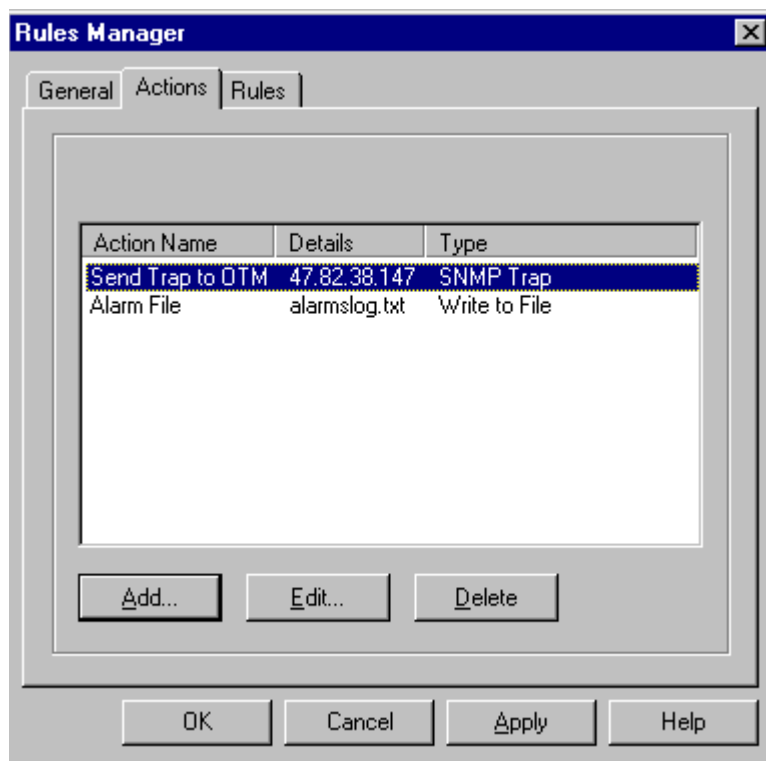 Rules Manager
General Actions Rules
Action Name Details Type
Send Trap to OTM 47.82.38.147 SNMP Trap
Alarm File alarmslog.txt Write to File
Add... Edit... Delete
OK Cancel Apply Help